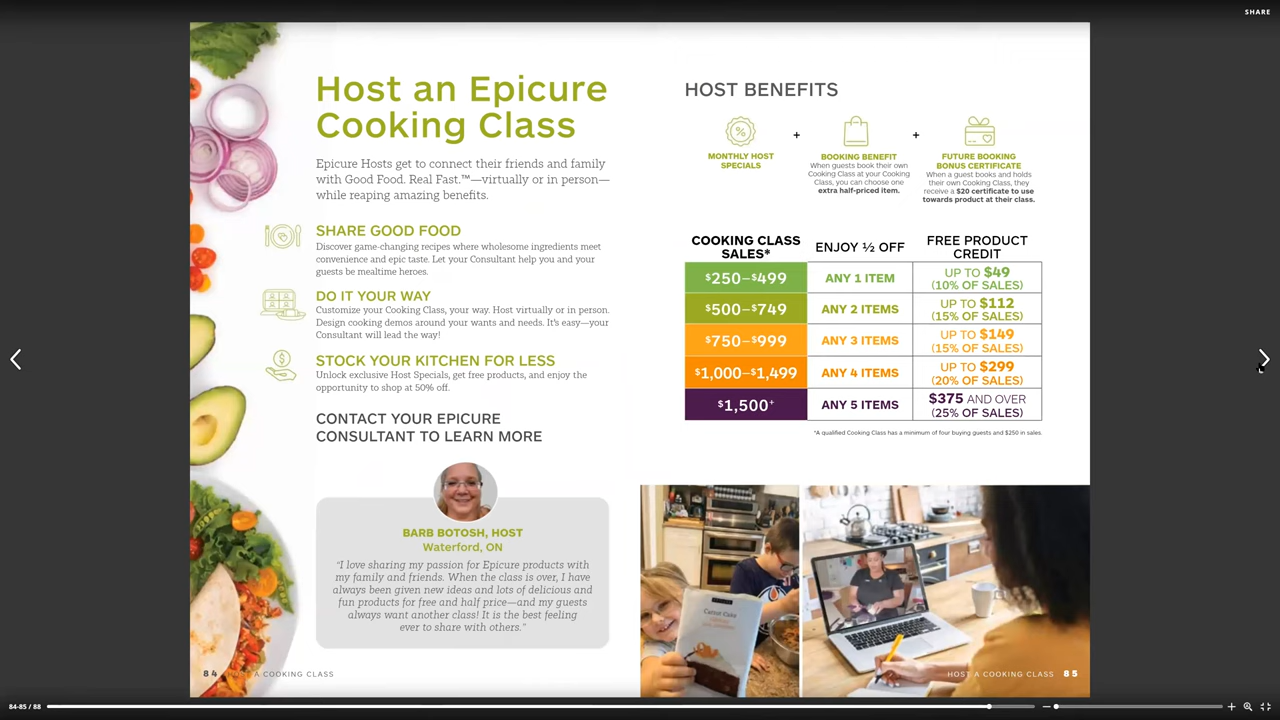 SHARE
Host an Epicure
Cooking Class
Epicure Hosts get to connect their friends and family
with Good Food. Real Fast.™—virtually or in person—
while reaping amazing benefits.
SHARE GOOD FOOD
Discover game-changing recipes where wholesome ingredients meet
convenience and epic taste. Let your Consultant help you and your
guests be mealtime heroes.
DO IT YOUR WAY
Customize your Cooking Class, your way. Host virtually or in person.
Design cooking demos around your wants and needs. It's easy—your
Consultant will lead the way!
STOCK YOUR KITCHEN FOR LESS
Unlock exclusive Host Specials, get free products, and enjoy the
opportunity to shop at 50% off.
CONTACT YOUR EPICURE
CONSULTANT TO LEARN MORE
BARB BOTOSH, HOST
Waterford, ON
"I love sharing my passion for Epicure products with
my family and friends. When the class is over, I have
always been given new ideas and lots of delicious and
fun products for free and half price—and my guests
always want another class! It is the best feeling
ever to share with others."
84 HOST A COOKING CLASS
HOST BENEFITS
%
+
+
MONTHLY HOST
SPECIALS
BOOKING BENEFIT
When guests book their own
Cooking Class at your Cooking
Class, you can choose one
extra half-priced item.
FUTURE BOOKING
BONUS CERTIFICATE
When a guest books and holds
their own Cooking Class, they
receive a $20 certificate to use
towards product at their class.
COOKING CLASS
SALES*
ENJOY ½ OFF
FREE PRODUCT
CREDIT
$250–$499
ANY 1 ITEM
UP TO $49
(10% OF SALES)
$500–$749
ANY 2 ITEMS
UP TO $112
(15% OF SALES)
$750–$999
ANY 3 ITEMS
UP TO $149
(15% OF SALES)
$1,000–$1,499
ANY 4 ITEMS
UP TO $299
(20% OF SALES)
$1,500+
ANY 5 ITEMS
$375 AND OVER
(25% OF SALES)
*A qualified Cooking Class has a minimum of four buying guests and $250 in sales.
Carrot Cake
HOST A COOKING CLASS 85
84-85 / 88